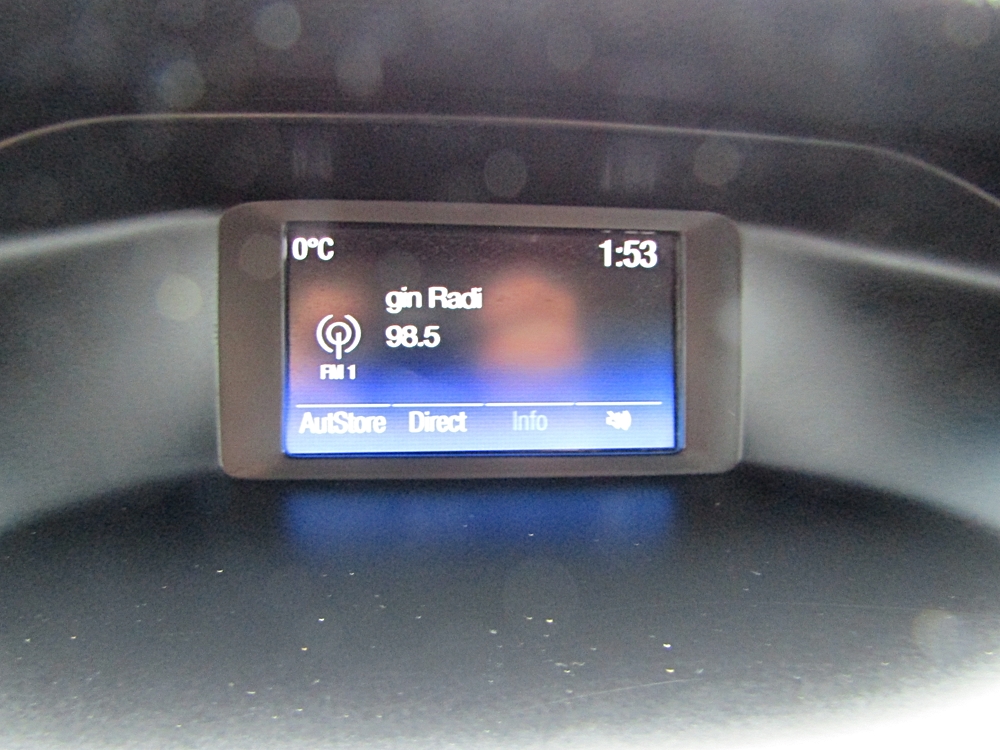 0°C 1:53
gin Radi
98.5
FM 1
AutStore Direct Info